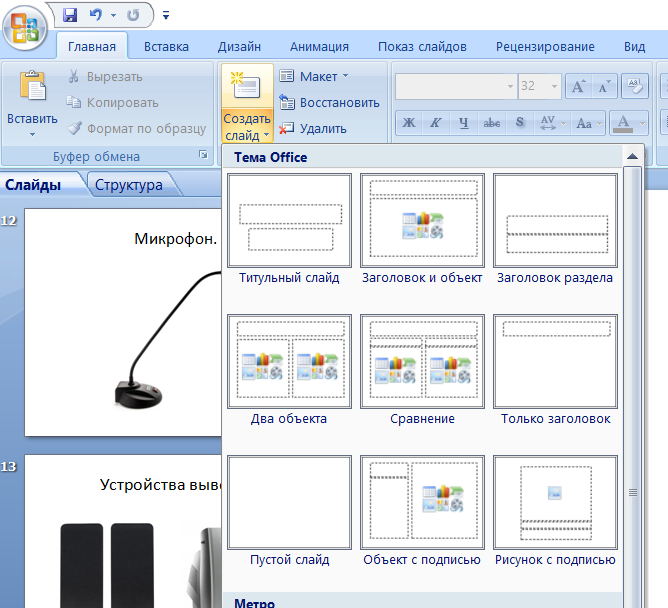 Главная Вставка Дизайн Анимация Показ слайдов Рецензирование Вид
Вставить
Вырезать
Копировать
Формат по образцу
Буфер обмена
Создать слайд
Макет
Восстановить
Удалить
32
Ж К Ч abc S AV Aa A
Слайды Структура
Тема Office
12
Микрофон.
Титульный слайд Заголовок и объект Заголовок раздела
Два объекта Сравнение Только заголовок
13
Устройства выв
Пустой слайд Объект с подписью Рисунок с подписью
Метро